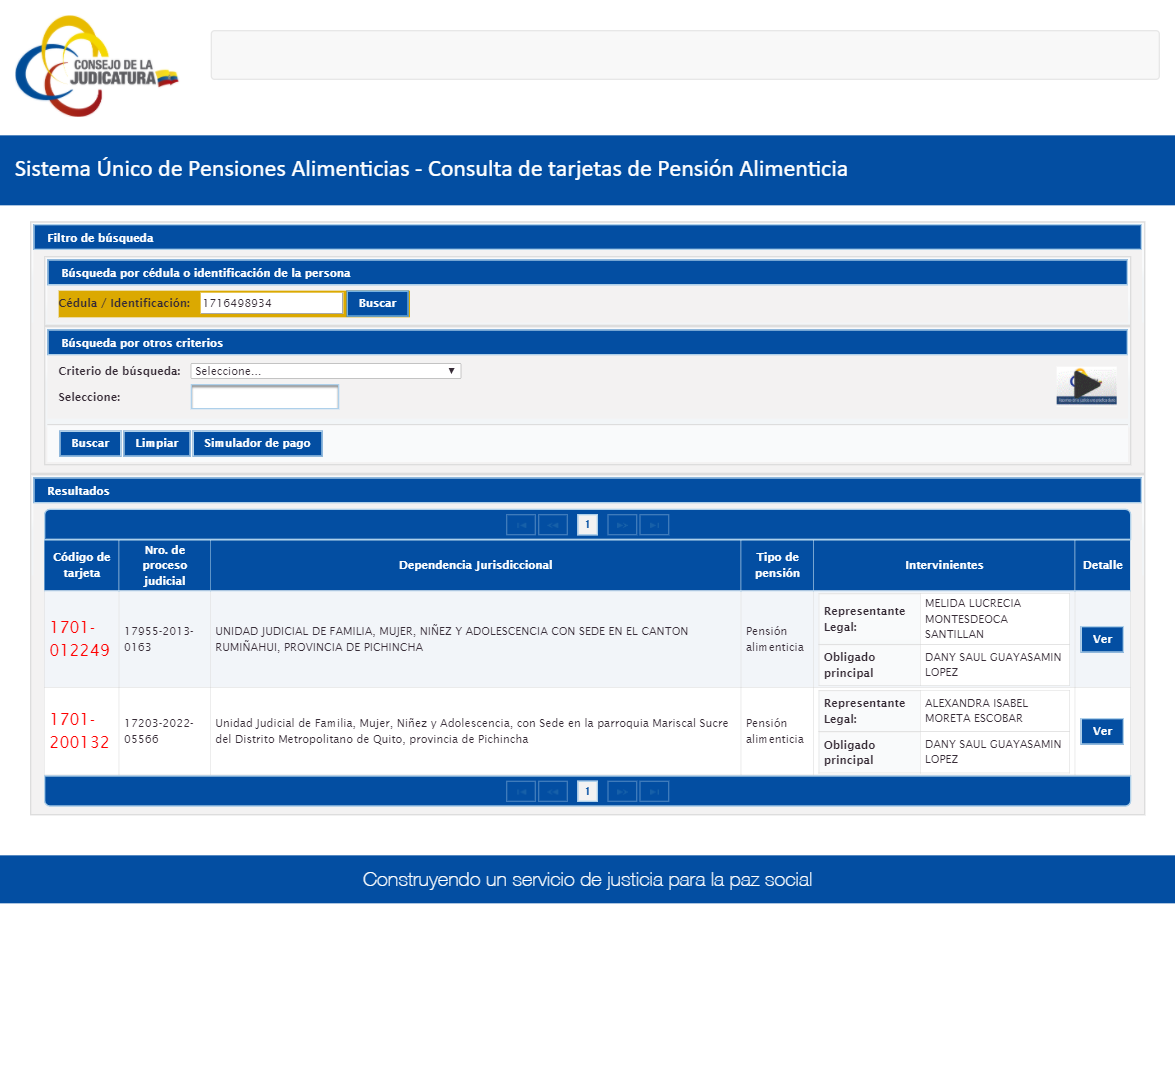 CONSEJO DE LA
JUDICATURA
Sistema Único de Pensiones Alimenticias - Consulta de tarjetas de Pensión Alimenticia
Filtro de búsqueda
Búsqueda por cédula o identificación de la persona
Cédula / Identificación: 1716498934 Buscar
Búsqueda por otros criterios
Criterio de búsqueda: Seleccione...
Seleccione:
Buscar Limpiar Simulador de pago
Resultados
1
Código de tarjeta Nro. de proceso judicial Dependencia Jurisdiccional Tipo de pensión Intervinientes Detalle
1701-
012249
17955-2013-
0163
UNIDAD JUDICIAL DE FAMILIA, MUJER, NIÑEZ Y ADOLESCENCIA CON SEDE EN EL CANTON
RUMIÑAHUI, PROVINCIA DE PICHINCHA
Pensión
alimenticia
Representante
Legal:
MELIDA LUCRECIA
MONTESDEOCA
SANTILLAN
Obligado
principal
DANY SAUL GUAYASAMIN
LOPEZ
Ver
1701-
200132
17203-2022-
05566
Unidad Judicial de Familia, Mujer, Niñez y Adolescencia, con Sede en la parroquia Mariscal Sucre
del Distrito Metropolitano de Quito, provincia de Pichincha
Pensión
alimenticia
Representante
Legal:
ALEXANDRA ISABEL
MORETA ESCOBAR
Obligado
principal
DANY SAUL GUAYASAMIN
LOPEZ
Ver
1
Construyendo un servicio de justicia para la paz social